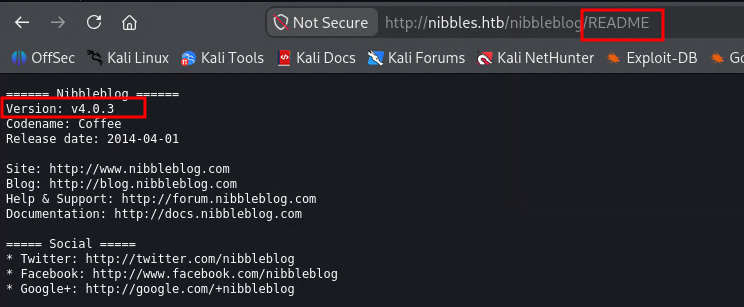 Not Secure http://nibbles.htb/nibbleblog/README
OffSec Kali Linux Kali Tools Kali Docs Kali Forums Kali NetHunter Exploit-DB Go
====== Nibbleblog ======
Version: v4.0.3
Codename: Coffee
Release date: 2014-04-01
Site: http://www.nibbleblog.com
Blog: http://blog.nibbleblog.com
Help & Support: http://forum.nibbleblog.com
Documentation: http://docs.nibbleblog.com
===== Social =====
* Twitter: http://twitter.com/nibbleblog
* Facebook: http://www.facebook.com/nibbleblog
* Google+: http://google.com/+nibbleblog